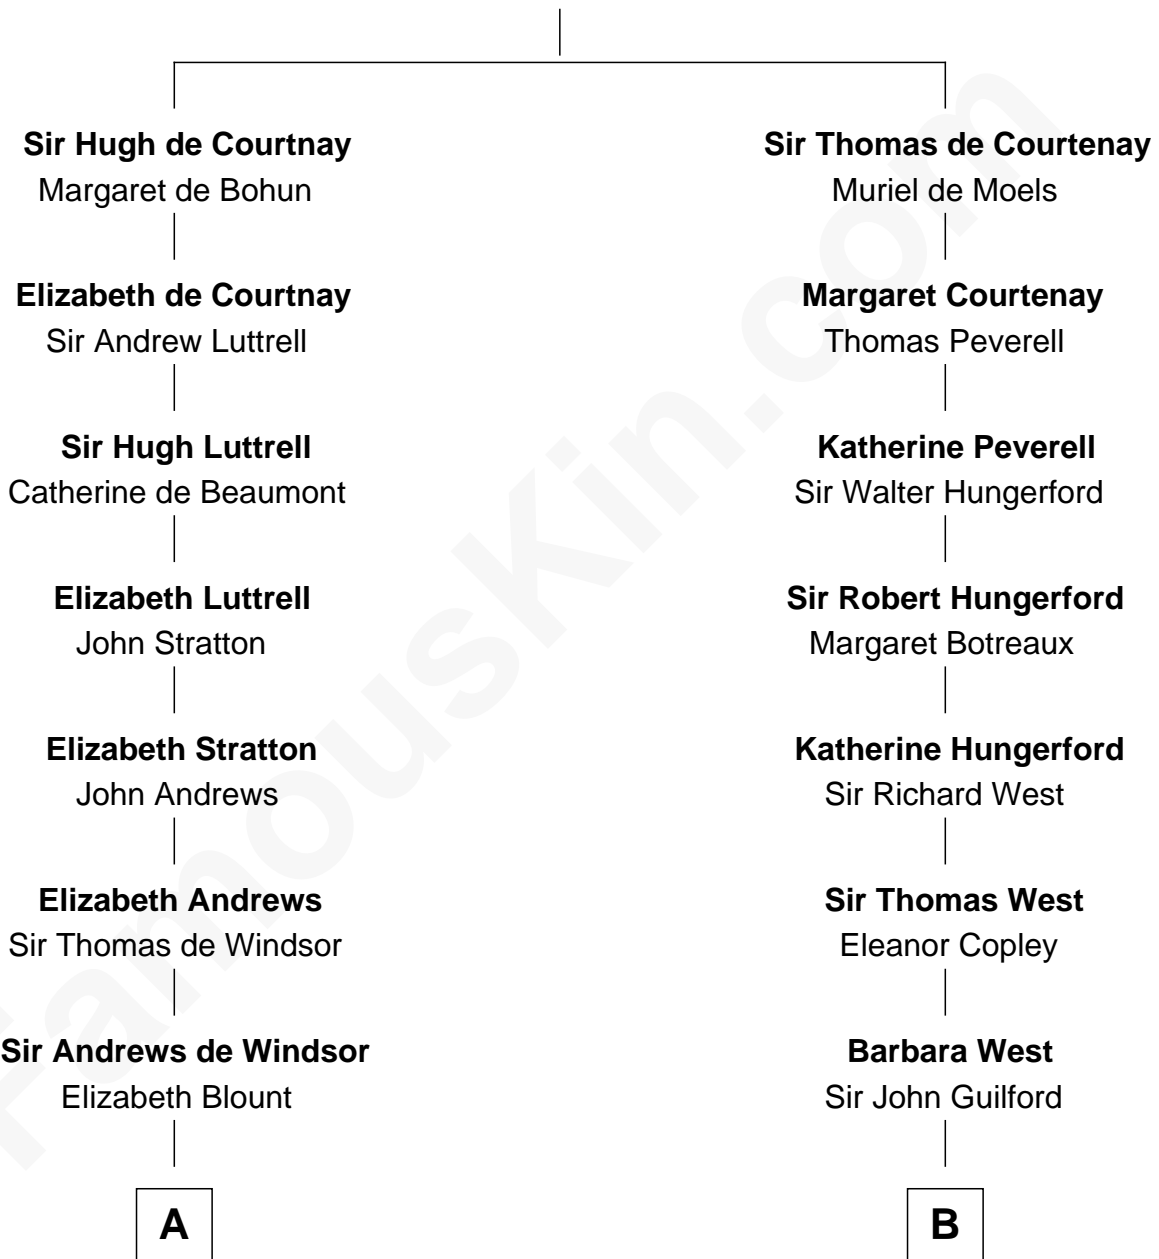 Sir Hugh de Courtnay
Margaret de Bohun
Elizabeth de Courtnay
Sir Andrew Luttrell
Sir Hugh Luttrell
Catherine de Beaumont
Elizabeth Luttrell
John Stratton
Elizabeth Stratton
John Andrews
Elizabeth Andrews
Sir Thomas de Windsor
Sir Andrews de Windsor
Elizabeth Blount
A
Sir Thomas de Courtenay
Muriel de Moels
Margaret Courtenay
Thomas Peverell
Katherine Peverell
Sir Walter Hungerford
Sir Robert Hungerford
Margaret Botreaux
Katherine Hungerford
Sir Richard West
Sir Thomas West
Eleanor Copley
Barbara West
Sir John Guilford
B
FamousKin.com